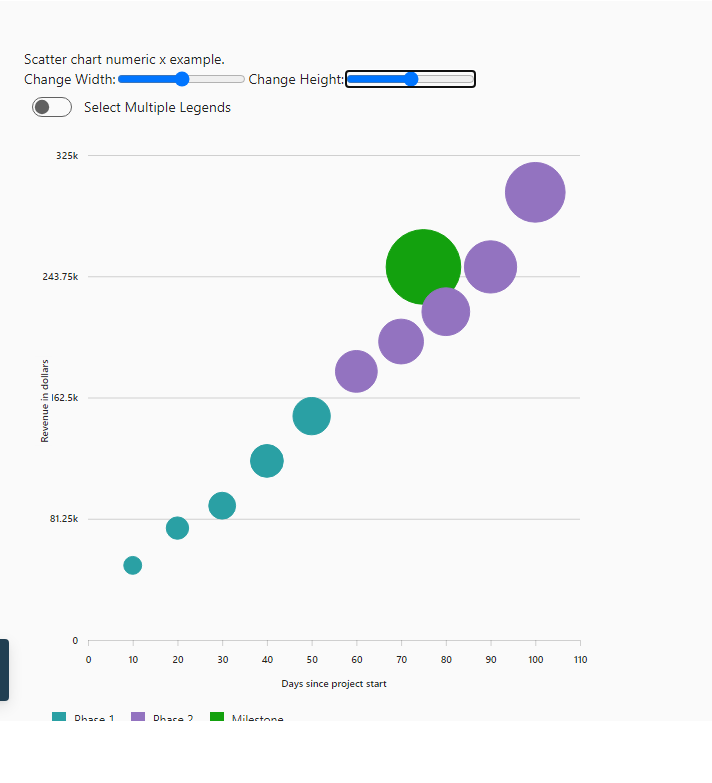 Scatter chart numeric x example.
Change Width: Change Height:
Select Multiple Legends
325k
243.75k
162.5k
81.25k
0
Revenue in dollars
0 10 20 30 40 50 60 70 80 90 100 110
Days since project start
Phase 1 Phase 2 Milestone